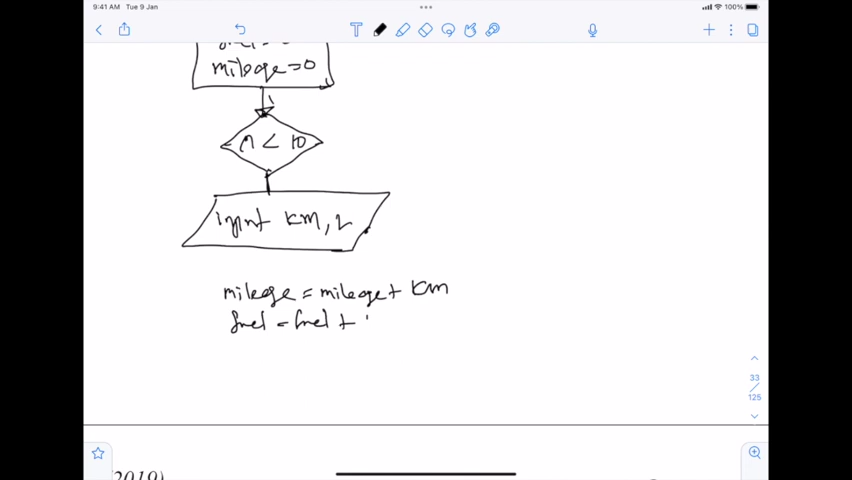 9:41 AM Tue 9 Jan
100%
mileage=0
n < 10
input km, L
mileage = mileage + km
fuel = fuel +
33
125
(2019)